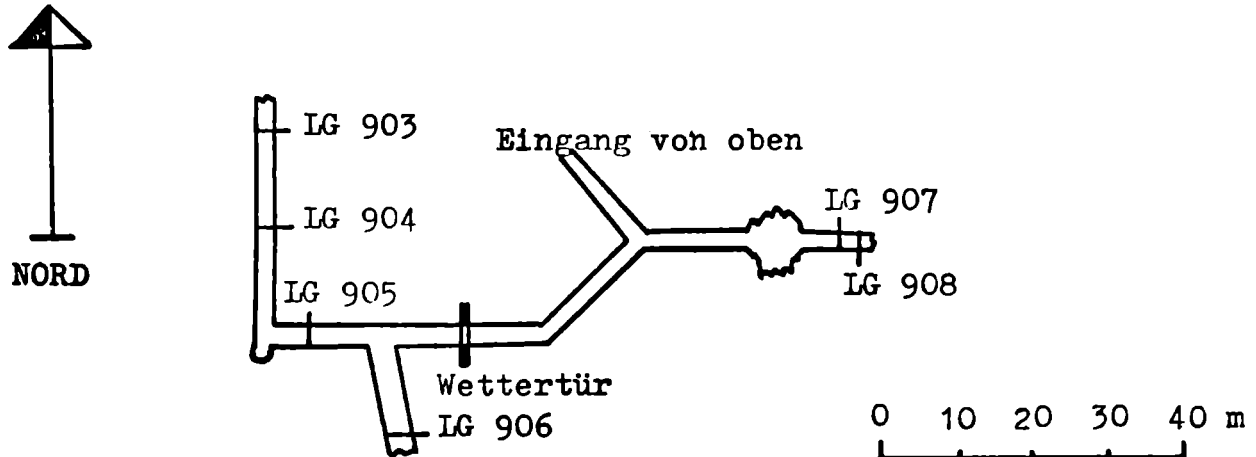 LG 903
Eingang von oben
LG 907
LG 904
NORD
LG 908
LG 905
Wettertür
LG 906
0 10 20 30 40 m